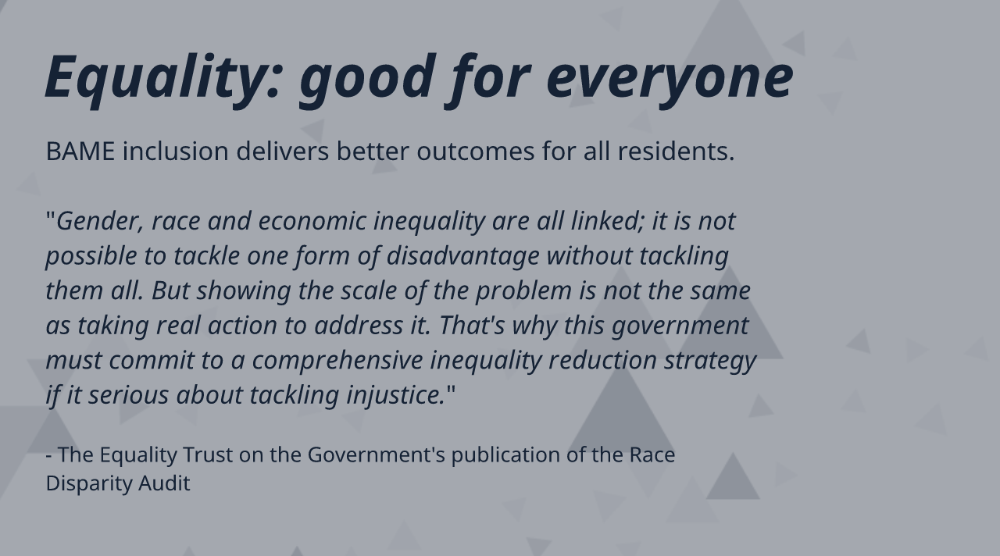 Equality: good for everyone
BAME inclusion delivers better outcomes for all residents.
"Gender, race and economic inequality are all linked; it is not
possible to tackle one form of disadvantage without tackling
them all. But showing the scale of the problem is not the same
as taking real action to address it. That's why this government
must commit to a comprehensive inequality reduction strategy
if it serious about tackling injustice."
- The Equality Trust on the Government's publication of the Race
Disparity Audit